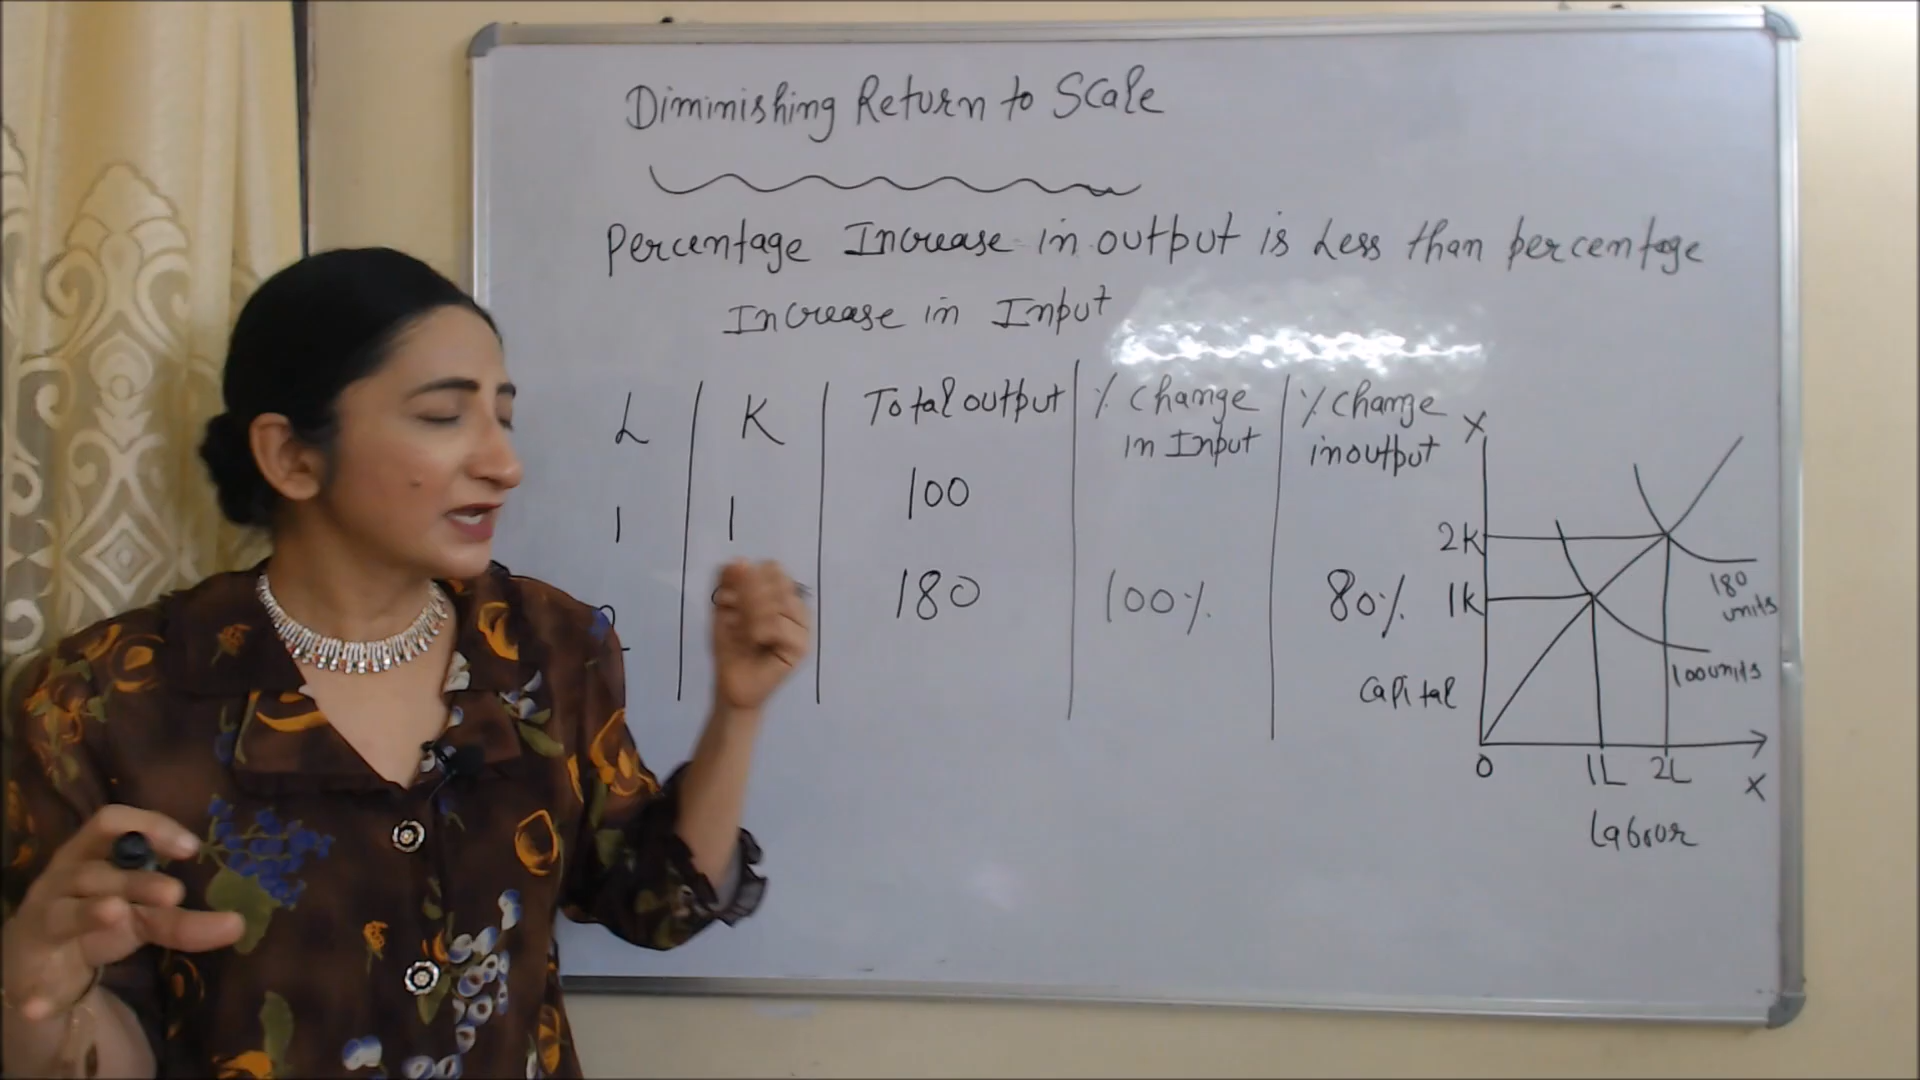 Diminishing Return to Scale
Percentage Increase in output is Less than percentage
Increase in Input
L K Total output % Change in Input % Change in output
1 1 100
180 100% 80%
X
2K
1K
Capital
180 units
100 units
0 1L 2L X
Labour